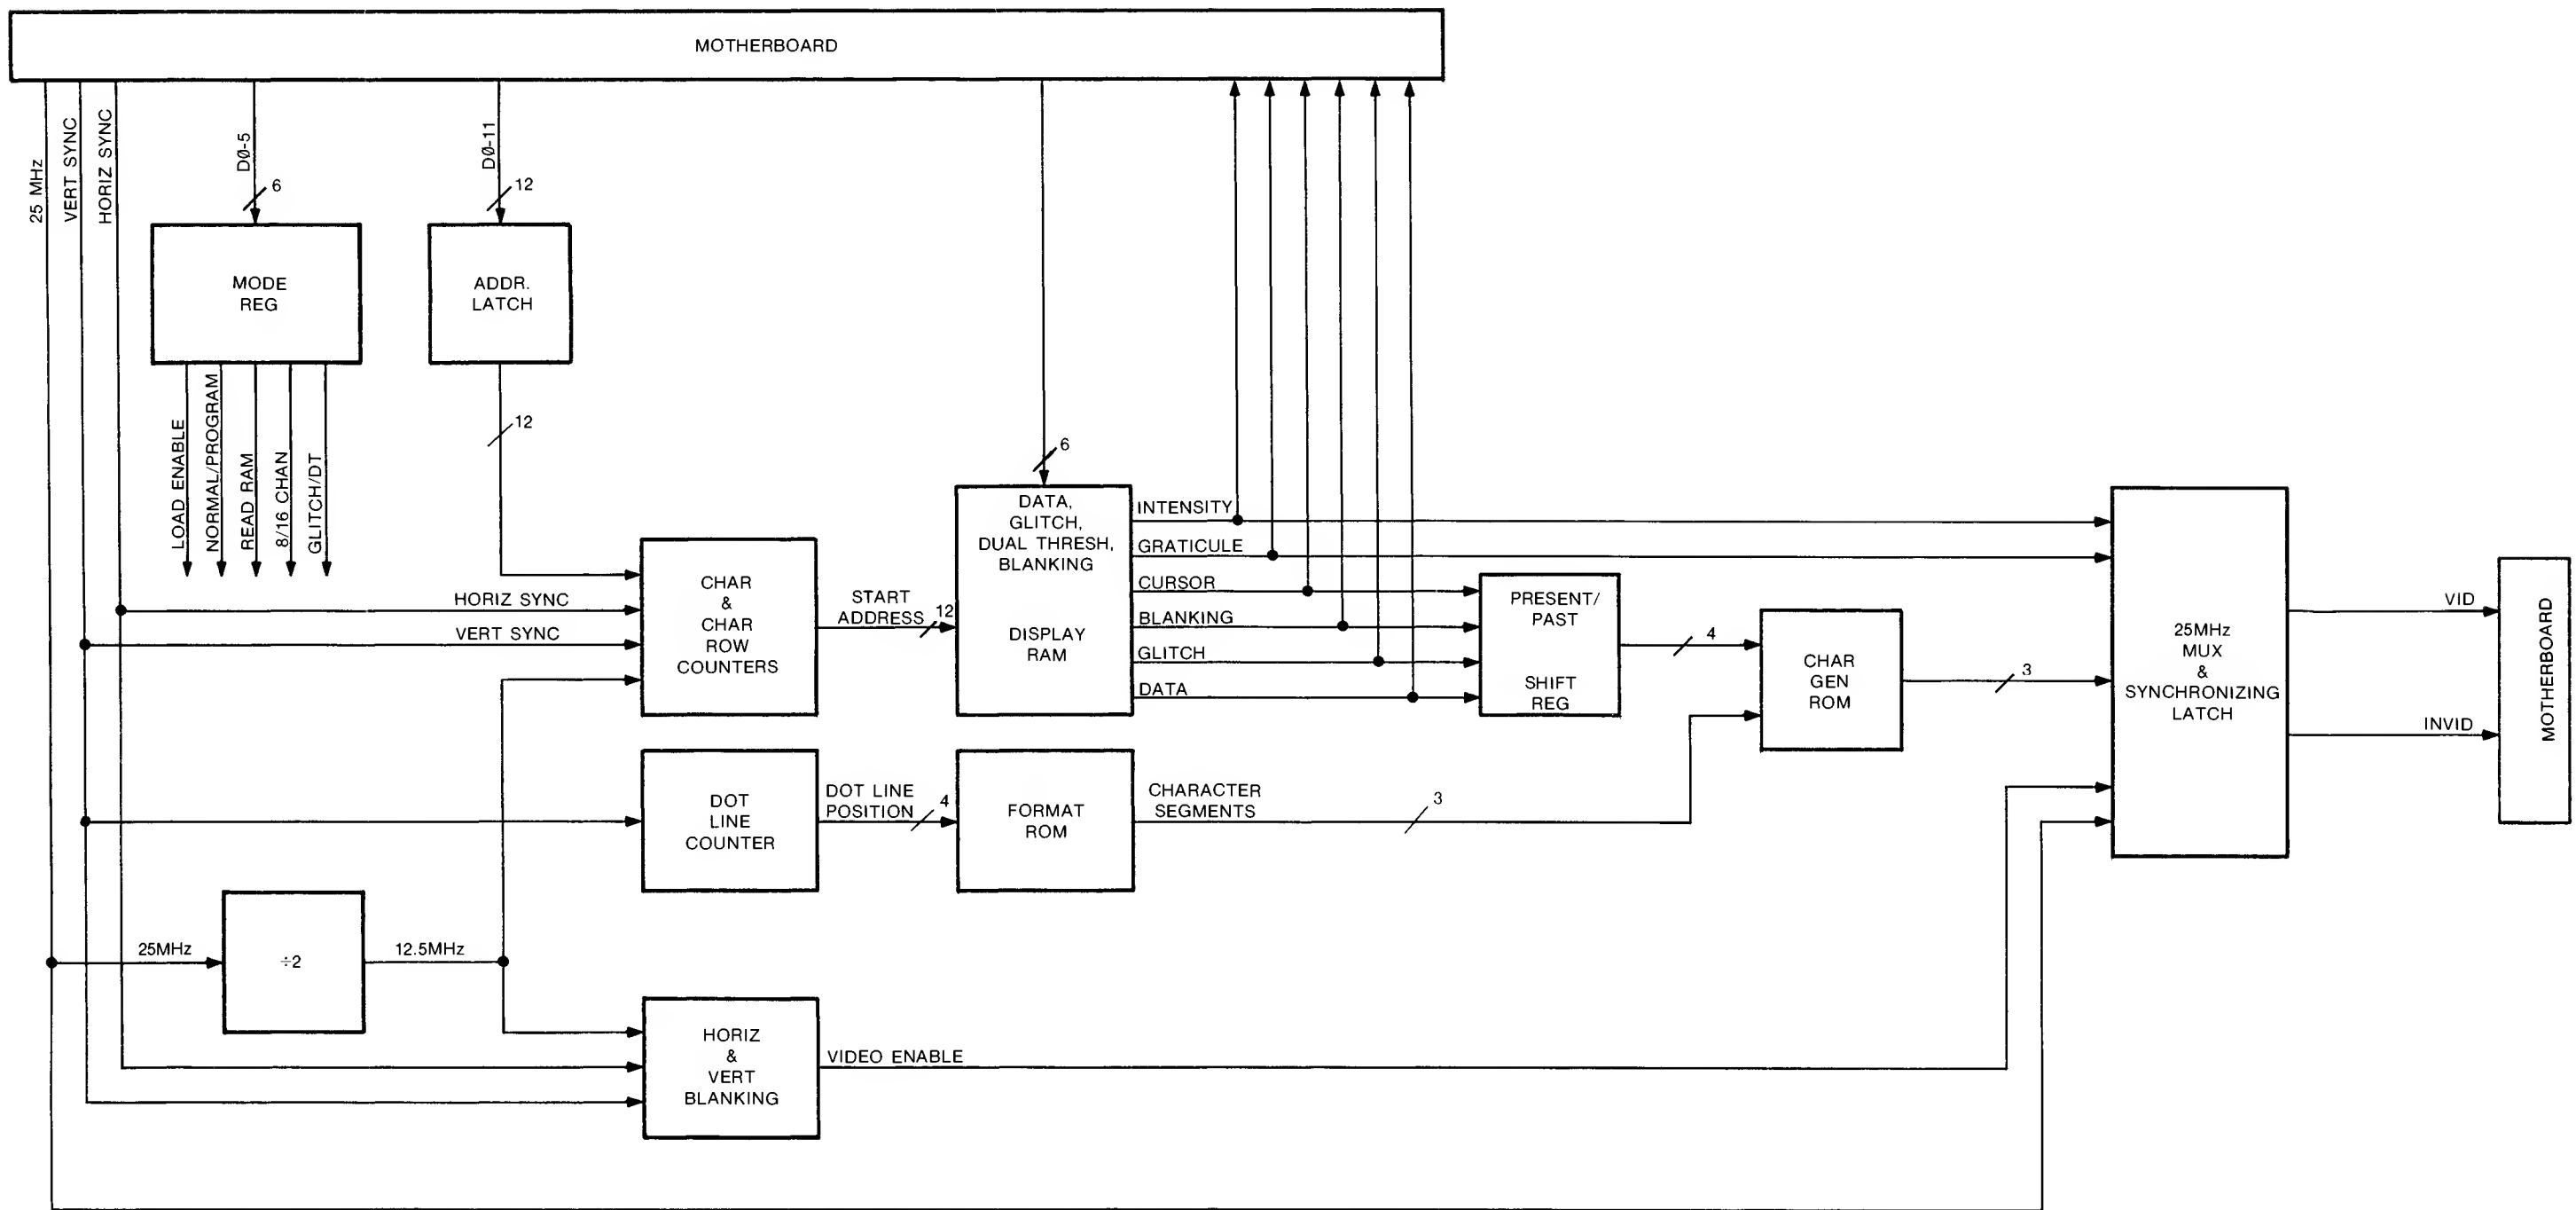 MOTHERBOARD
25 MHz
VERT SYNC
HORIZ SYNC
DØ-5
6
DØ-11
12
MODE
REG
ADDR.
LATCH
LOAD ENABLE
NORMAL/PROGRAM
READ RAM
8/16 CHAN
GLITCH/DT
12
6
HORIZ SYNC
VERT SYNC
CHAR
&
CHAR
ROW
COUNTERS
START
ADDRESS
12
DATA,
GLITCH,
DUAL THRESH,
BLANKING
DISPLAY
RAM
INTENSITY
GRATICULE
CURSOR
BLANKING
GLITCH
DATA
PRESENT/
PAST
SHIFT
REG
4
CHAR
GEN
ROM
3
25MHz
MUX
&
SYNCHRONIZING
LATCH
VID
INVID
MOTHERBOARD
DOT
LINE
COUNTER
DOT LINE
POSITION
4
FORMAT
ROM
CHARACTER
SEGMENTS
3
25MHz
÷2
12.5MHz
HORIZ
&
VERT
BLANKING
VIDEO ENABLE